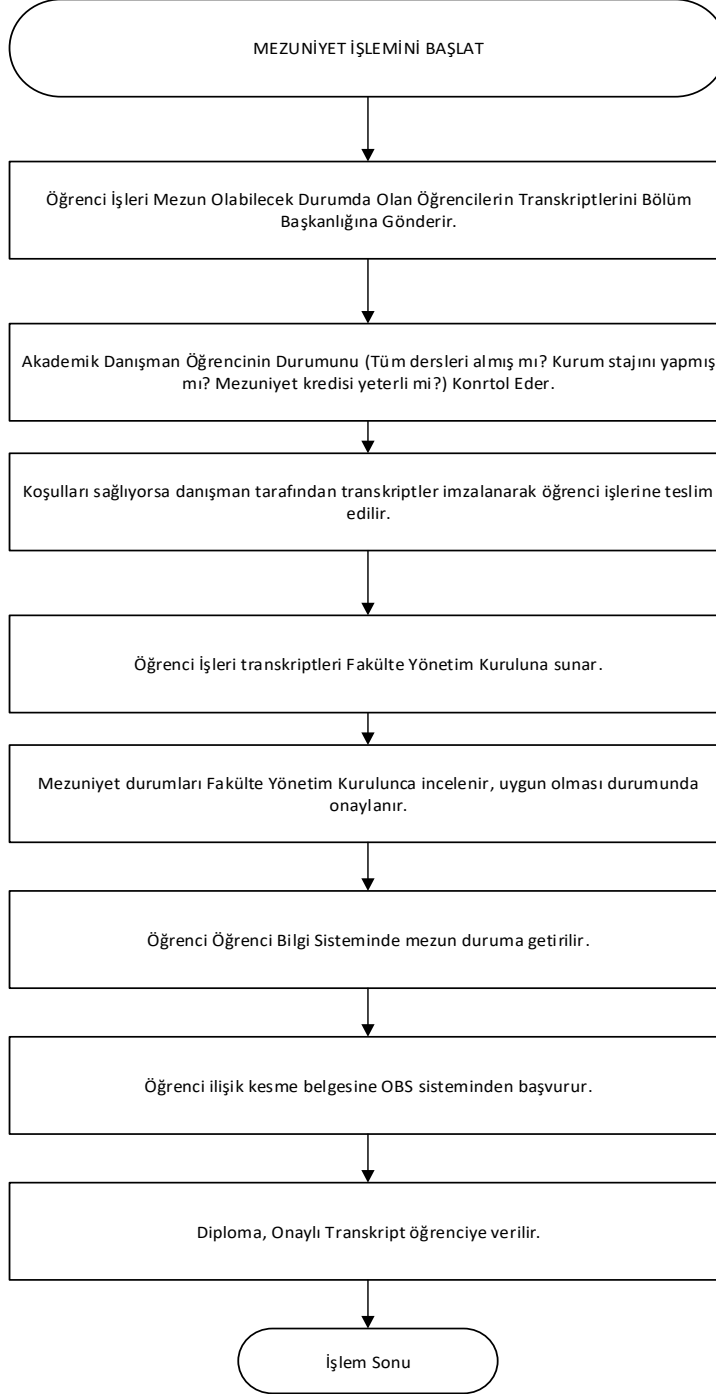 MEZUNİYET İŞLEMİNİ BAŞLAT
Öğrenci İşleri Mezun Olabilecek Durumda Olan Öğrencilerin Transkriptlerini Bölüm
Başkanlığına Gönderir.
Akademik Danışman Öğrencinin Durumunu (Tüm dersleri almış mı? Kurum stajını yapmış
mı? Mezuniyet kredisi yeterli mi?) Konrtol Eder.
Koşulları sağlıyorsa danışman tarafından transkriptler imzalanarak öğrenci işlerine teslim
edilir.
Öğrenci İşleri transkriptleri Fakülte Yönetim Kuruluna sunar.
Mezuniyet durumları Fakülte Yönetim Kurulunca incelenir, uygun olması durumunda
onaylanır.
Öğrenci Öğrenci Bilgi Sisteminde mezun duruma getirilir.
Öğrenci ilişik kesme belgesine OBS sisteminden başvurur.
Diploma, Onaylı Transkript öğrenciye verilir.
İşlem Sonu